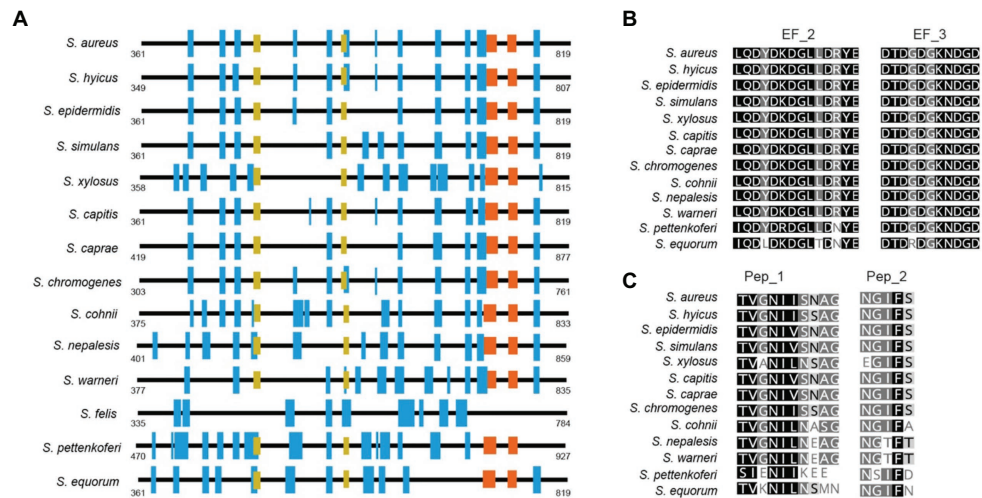 A
S. aureus 361 819
S. hyicus 349 807
S. epidermidis 361 819
S. simulans 361 819
S. xylosus 358 815
S. capitis 361 819
S. caprae 419 877
S. chromogenes 303 761
S. cohnii 375 833
S. nepalesis 401 859
S. warneri 377 835
S. felis 335 784
S. pettenkoferi 470 927
S. equorum 361 819
B
EF_2 EF_3
S. aureus LQDYDKDGLLDRYE DTDGDGKNDGD
S. hyicus LQDYDKDGLLDRYE DTDGDGKNDGD
S. epidermidis LQDYDKDGLLDRYE DTDGDGKNDGD
S. simulans LQDYDKDGLLDRYE DTDGDGKNDGD
S. xylosus LQDYDKDGLLDRYE DTDGDGKNDGD
S. capitis LQDYDKDGLLDRYE DTDGDGKNDGD
S. caprae LQDYDKDGLLDRYE DTDGDGKNDGD
S. chromogenes LQDYDKDGLLDRYE DTDGDGKNDGD
S. cohnii LQDYDKDGLLDRYE DTDGDGKNDGD
S. nepalesis LQDYDKDGLLDRYE DTDGDGKNDGD
S. warneri LQDYDKDGLLDRYE DTDGDGKNDGD
S. pettenkoferi IQDYDRDGLLDNYE DTDGDGKNDGD
S. equorum IQDLDKDGLTDNYE DTDRDGKNDGD
C
Pep_1 Pep_2
S. aureus TVGNIISNAG NGIFS
S. hyicus TVGNIISSAG NGIFS
S. epidermidis TVGNIVSNAG NGIFS
S. simulans TVGNIVSNAG NGIFS
S. xylosus TVANILNSAG EGIFS
S. capitis TVGNIVSNAG NGIFS
S. caprae TVGNIVSNAG NGIFS
S. chromogenes TVGNIISSAG NGIFS
S. cohnii TVGNILNASG NGIFA
S. nepalesis TVGNILNEAG NGTFT
S. warneri TVGNILNEAG NGTFT
S. pettenkoferi SIENIIKEE NSIFD
S. equorum TVKNILNSMN NGIFN